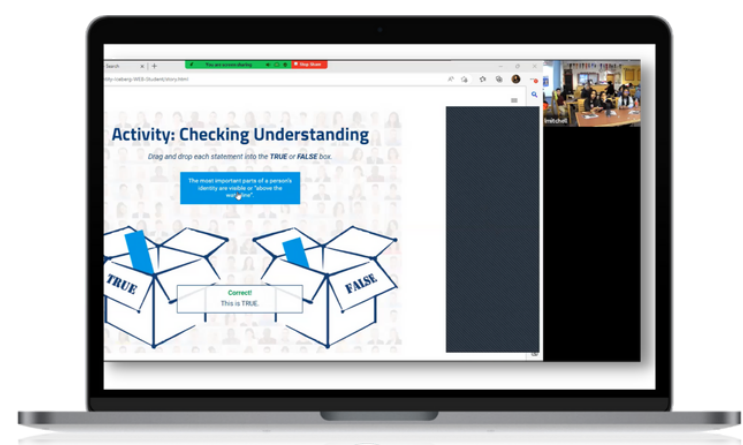 Search
You are screen sharing
Stop Share
Activity: Checking Understanding
Drag and drop each statement into the TRUE or FALSE box.
The most important parts of a person's
identity are visible or "above the
TRUE
FALSE
Correct!
This is TRUE.
lmitchell